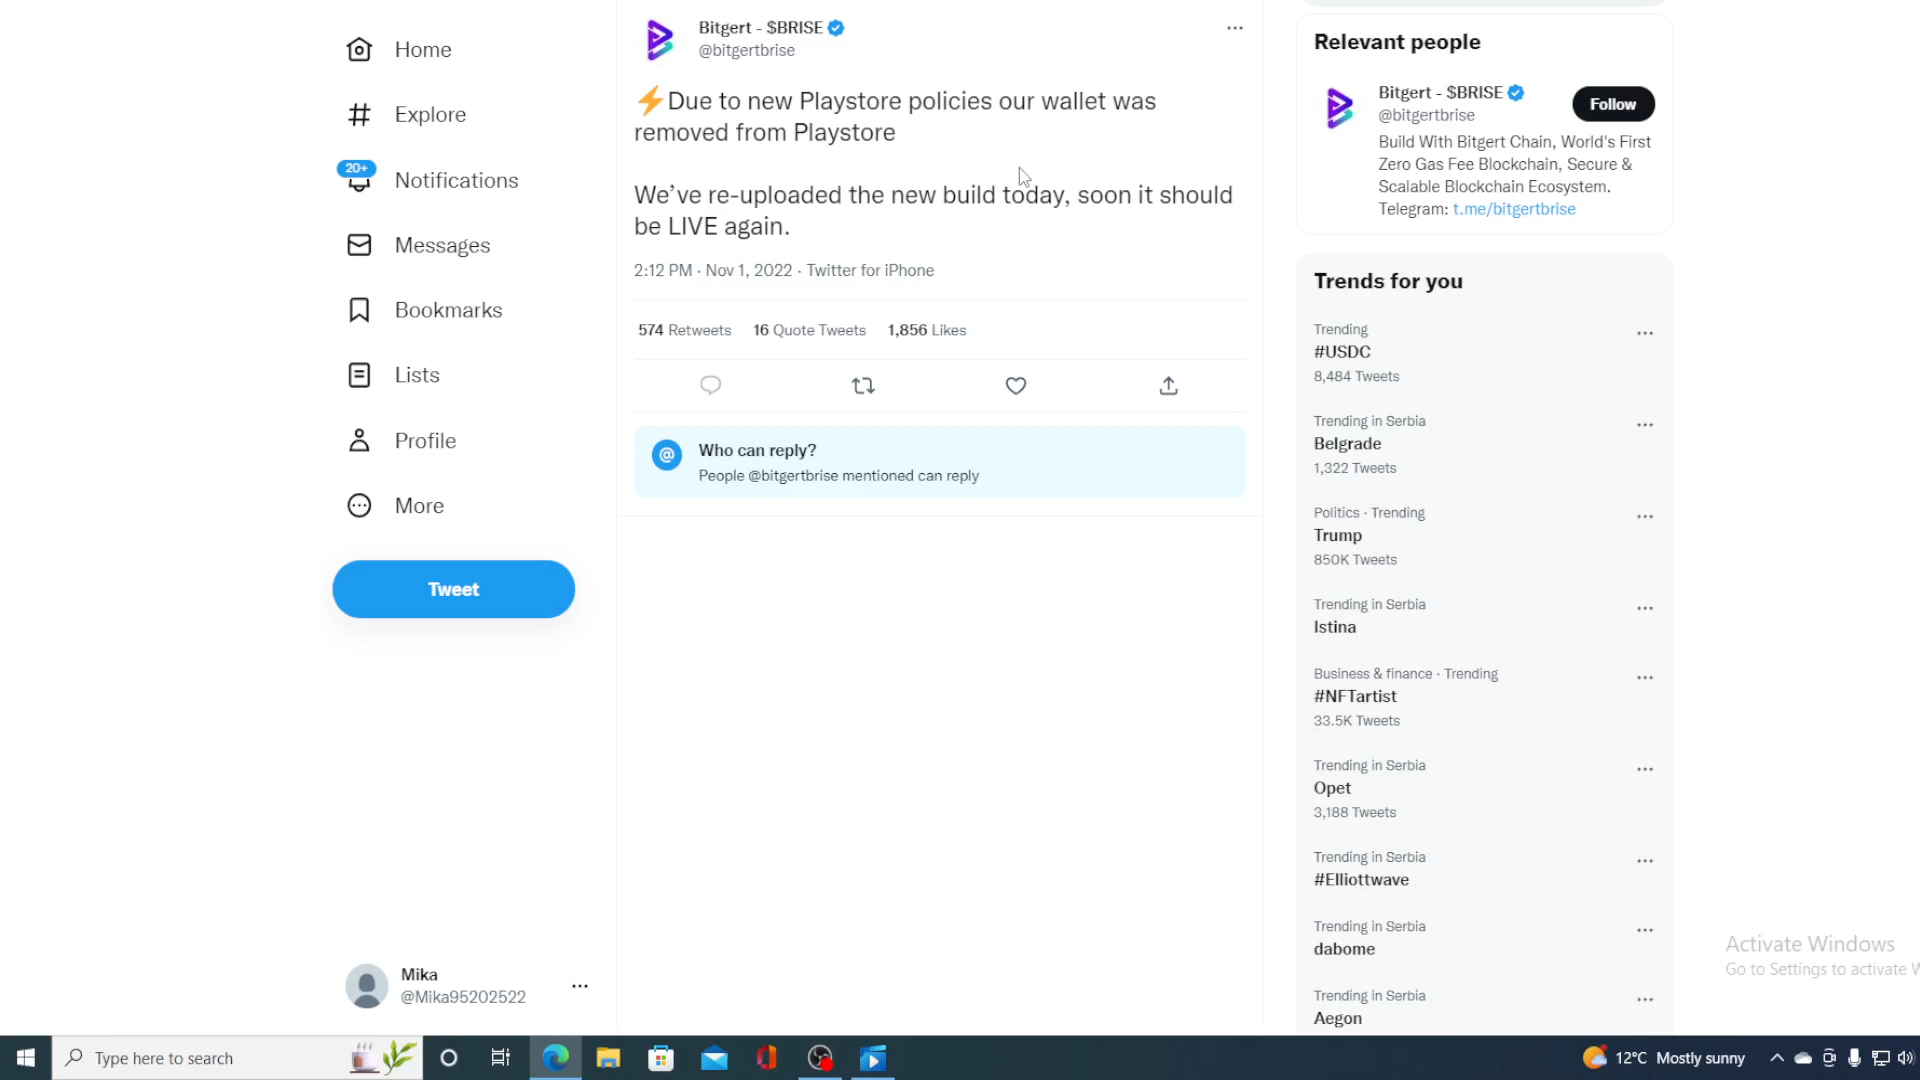 Home
Explore
20+
Notifications
Messages
Bookmarks
Lists
Profile
More
Tweet
Mika
@Mika95202522
Bitgert - $BRISE
@bitgertbrise
⚡Due to new Playstore policies our wallet was
removed from Playstore
We’ve re-uploaded the new build today, soon it should
be LIVE again.
2:12 PM · Nov 1, 2022 · Twitter for iPhone
574 Retweets 16 Quote Tweets 1,856 Likes
@
Who can reply?
People @bitgertbrise mentioned can reply
Relevant people
Bitgert - $BRISE
@bitgertbrise
Follow
Build With Bitgert Chain, World's First
Zero Gas Fee Blockchain, Secure &
Scalable Blockchain Ecosystem.
Telegram: t.me/bitgertbrise
Trends for you
Trending
#USDC
8,484 Tweets
Trending in Serbia
Belgrade
1,322 Tweets
Politics · Trending
Trump
850K Tweets
Trending in Serbia
Istina
Business & finance · Trending
#NFTartist
33.5K Tweets
Trending in Serbia
Opet
3,188 Tweets
Trending in Serbia
#Elliottwave
Trending in Serbia
dabome
Trending in Serbia
Aegon
Activate Windows
Go to Settings to activate W
Type here to search
12°C Mostly sunny